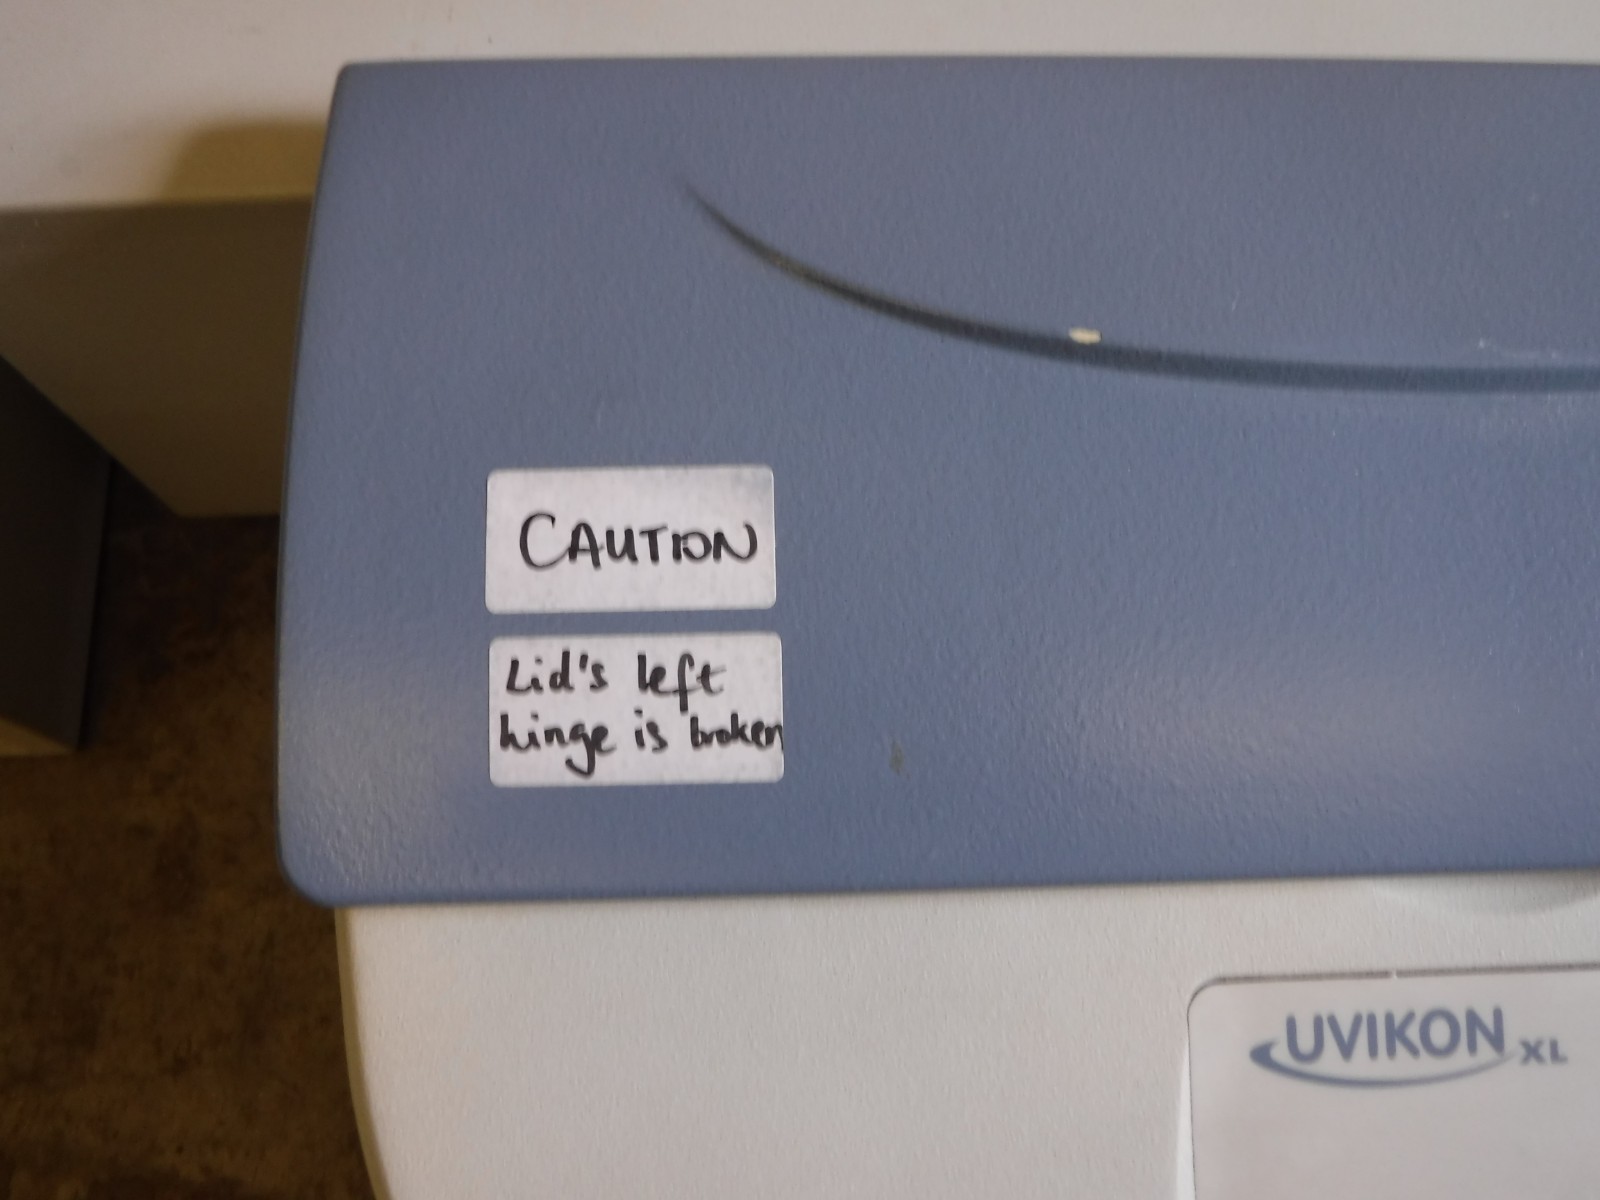 CAUTION
Lid's left
hinge is broken
UVIKON XL